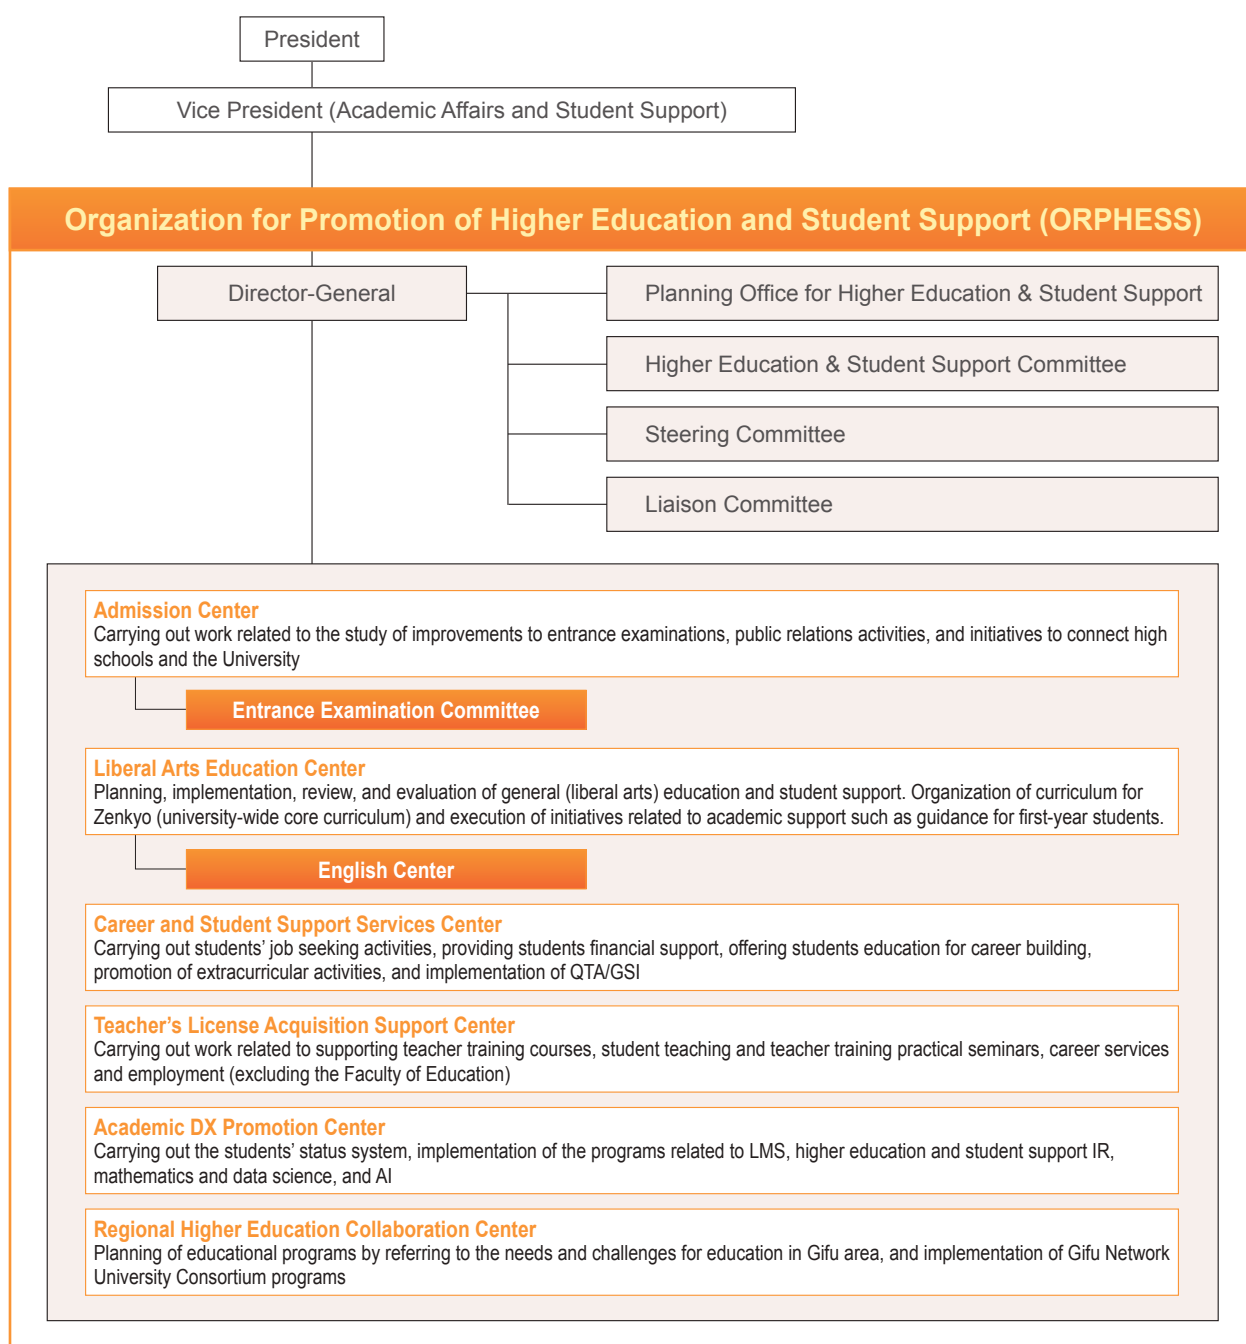 President
Vice President (Academic Affairs and Student Support)
Organization for Promotion of Higher Education and Student Support (ORPHESS)
Director-General
Planning Office for Higher Education & Student Support
Higher Education & Student Support Committee
Steering Committee
Liaison Committee
Admission Center
Carrying out work related to the study of improvements to entrance examinations, public relations activities, and initiatives to connect high
schools and the University
Entrance Examination Committee
Liberal Arts Education Center
Planning, implementation, review, and evaluation of general (liberal arts) education and student support. Organization of curriculum for
Zenkyo (university-wide core curriculum) and execution of initiatives related to academic support such as guidance for first-year students.
English Center
Career and Student Support Services Center
Carrying out students’ job seeking activities, providing students financial support, offering students education for career building,
promotion of extracurricular activities, and implementation of QTA/GSI
Teacher’s License Acquisition Support Center
Carrying out work related to supporting teacher training courses, student teaching and teacher training practical seminars, career services
and employment (excluding the Faculty of Education)
Academic DX Promotion Center
Carrying out the students’ status system, implementation of the programs related to LMS, higher education and student support IR,
mathematics and data science, and AI
Regional Higher Education Collaboration Center
Planning of educational programs by referring to the needs and challenges for education in Gifu area, and implementation of Gifu Network
University Consortium programs